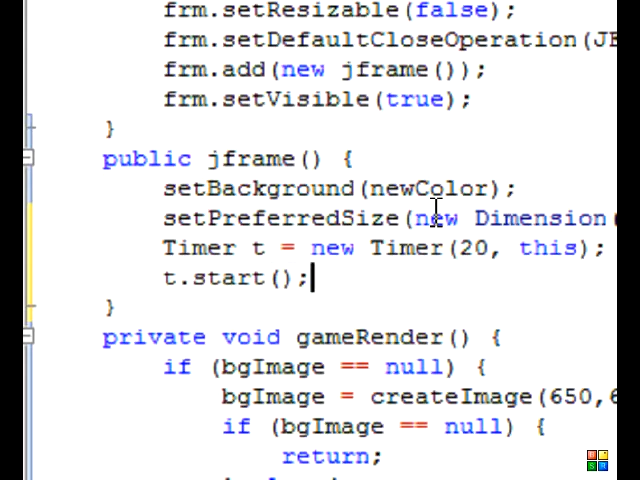 frm.setResizable(false);
frm.setDefaultCloseOperation(JF
frm.add(new jframe());
frm.setVisible(true);
}
public jframe() {
setBackground(newColor);
setPreferredSize(new Dimension(
Timer t = new Timer(20, this);
t.start();
}
private void gameRender() {
if (bgImage == null) {
bgImage = createImage(650,6
if (bgImage == null) {
return;